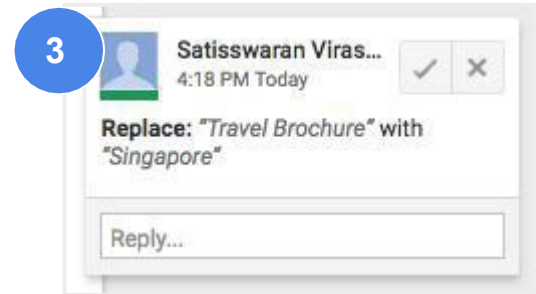 3
Satisswaran Viras...
4:18 PM Today
Replace: "Travel Brochure" with
"Singapore"
Reply...